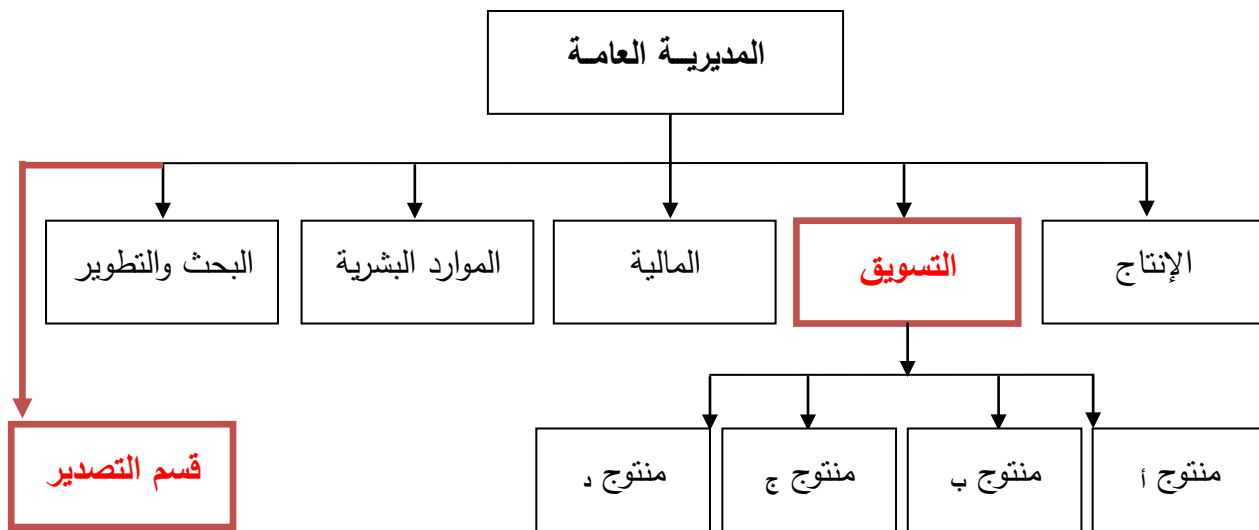 المديريــة العامــة
الإنتاج
التسويق
المالية
الموارد البشرية
البحث والتطوير
منتوج أ
منتوج ب
منتوج ج
منتوج د
قسم التصدير